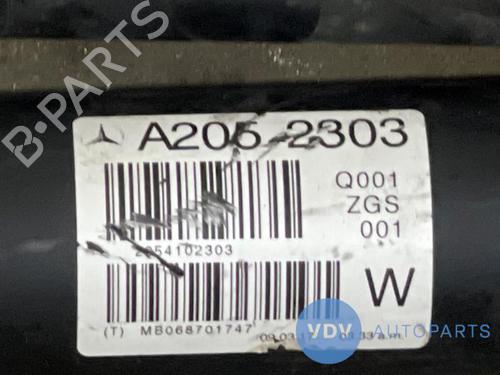 B-PARTS
A205 2303
Q001
ZGS
001
2054102303
W
(T) MB068701747
YDV AUTOPARTS